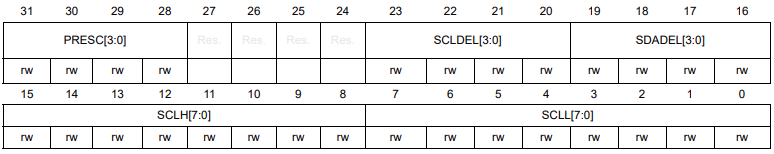 31 30 29 28 27 26 25 24 23 22 21 20 19 18 17 16
PRESC[3:0] Res. Res. Res. Res. SCLDEL[3:0] SDADEL[3:0]
rw rw rw rw rw rw rw rw rw rw rw rw
15 14 13 12 11 10 9 8 7 6 5 4 3 2 1 0
SCLH[7:0] SCLL[7:0]
rw rw rw rw rw rw rw rw rw rw rw rw rw rw rw rw